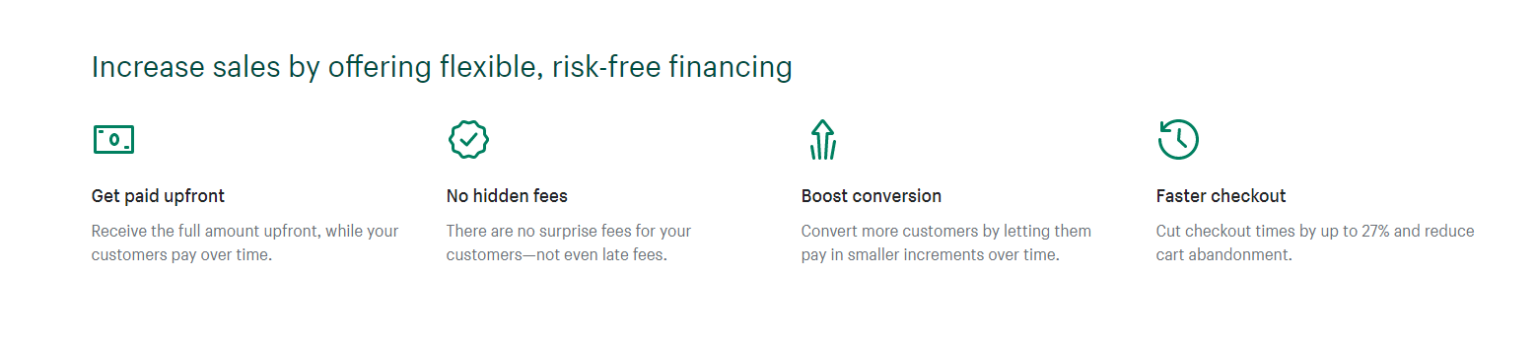 Increase sales by offering flexible, risk-free financing
Get paid upfront
Receive the full amount upfront, while your
customers pay over time.
No hidden fees
There are no surprise fees for your
customers—not even late fees.
Boost conversion
Convert more customers by letting them
pay in smaller increments over time.
Faster checkout
Cut checkout times by up to 27% and reduce
cart abandonment.